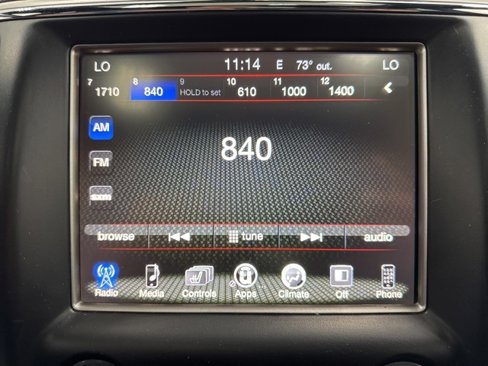 LO 11:14 E 73° out. LO
7 8 9 10 11 12
1710 840 HOLD to set 610 1000 1400
AM
840
FM
sxm
browse tune audio
Radio Media Controls Apps Climate Off Phone